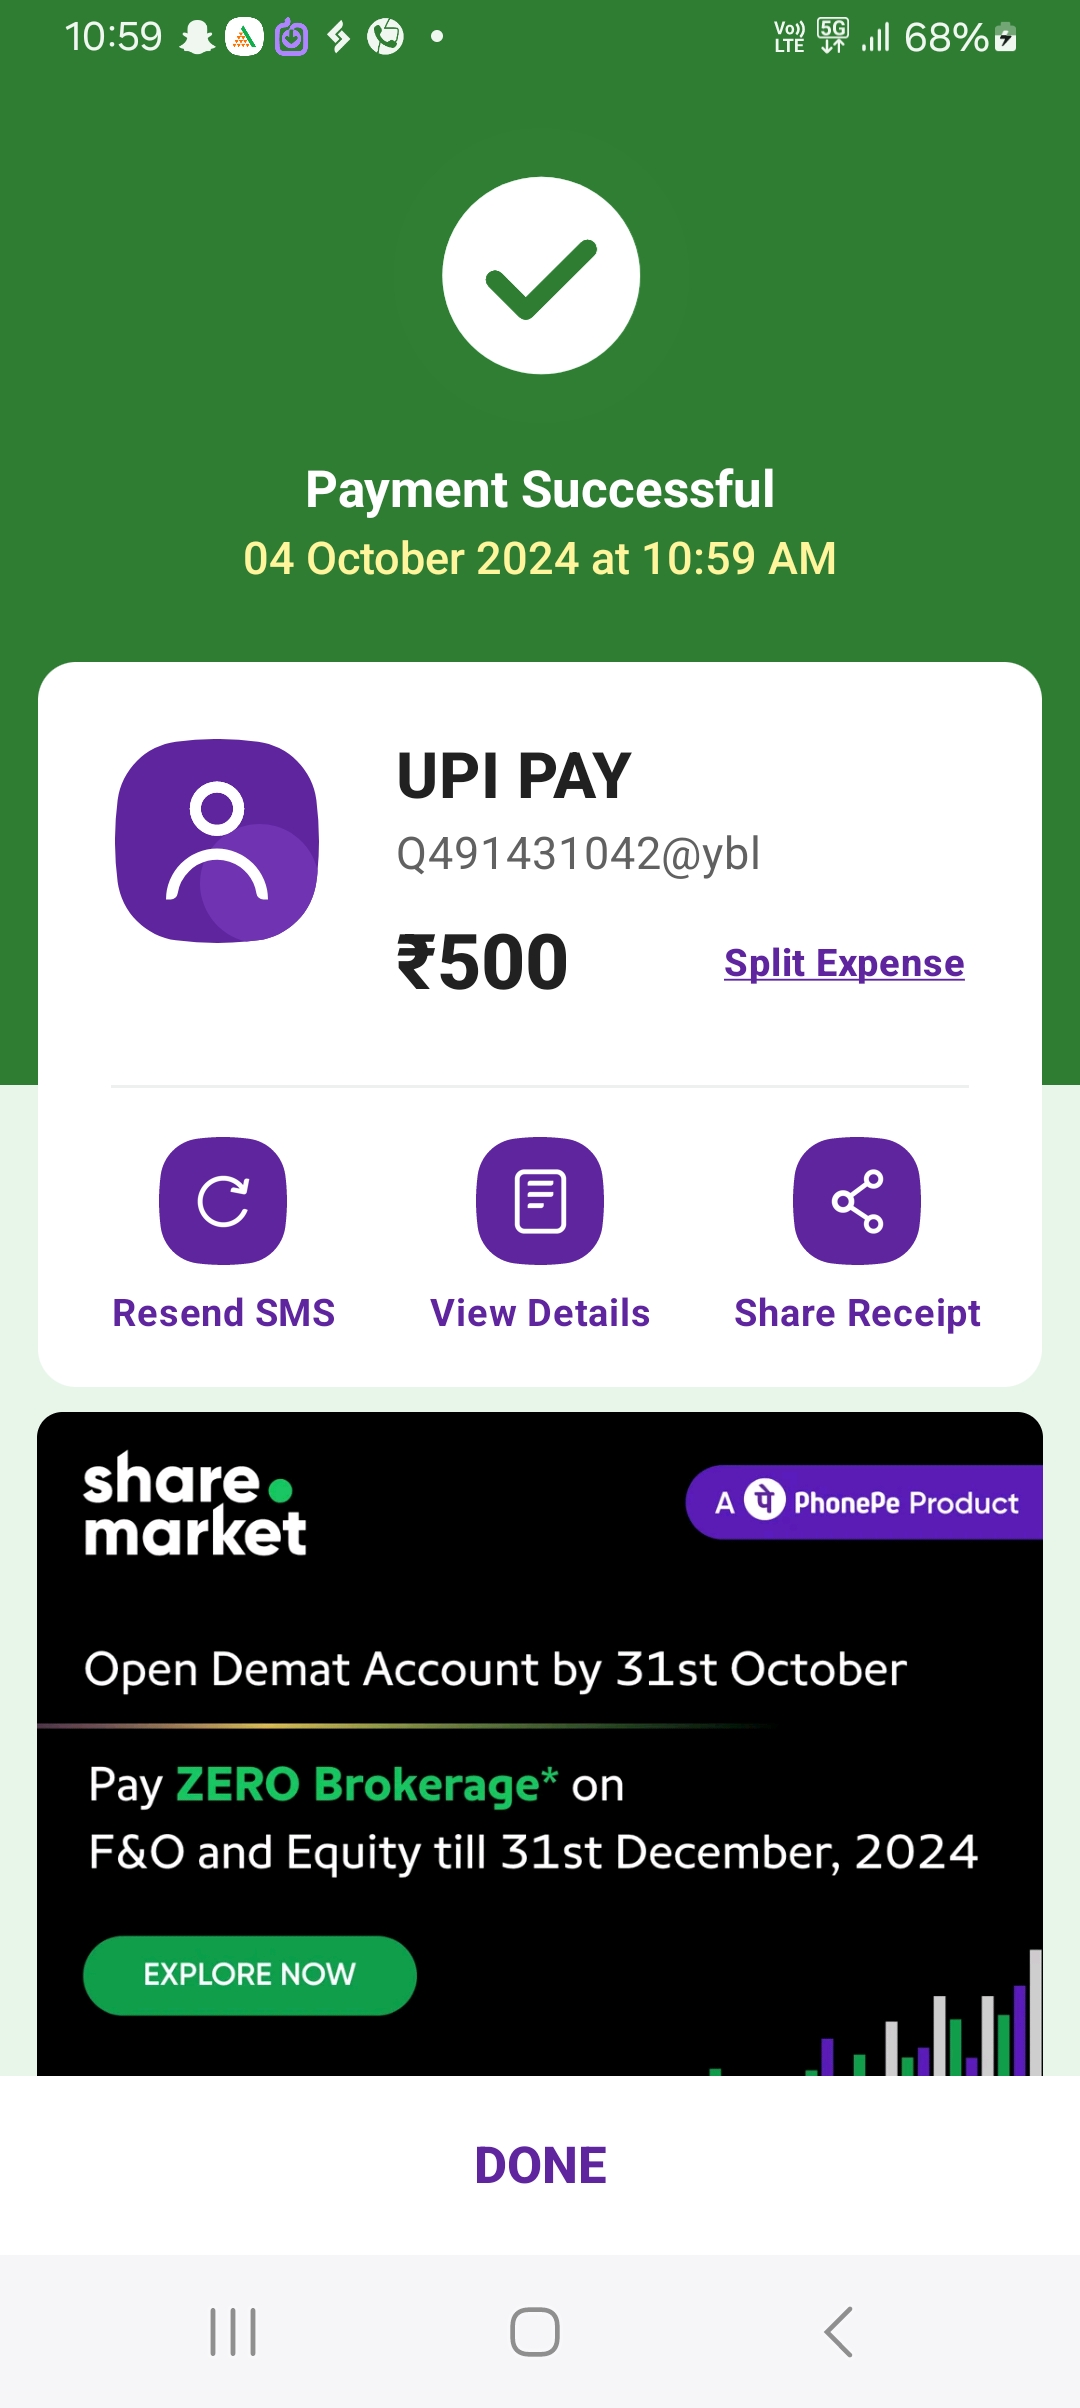 10:59
Vo)) LTE 5G 68%
Payment Successful
04 October 2024 at 10:59 AM
UPI PAY
Q491431042@ybl
₹500
Split Expense
Resend SMS
View Details
Share Receipt
share.
market
A पे PhonePe Product
Open Demat Account by 31st October
Pay ZERO Brokerage* on
F&O and Equity till 31st December, 2024
EXPLORE NOW
DONE